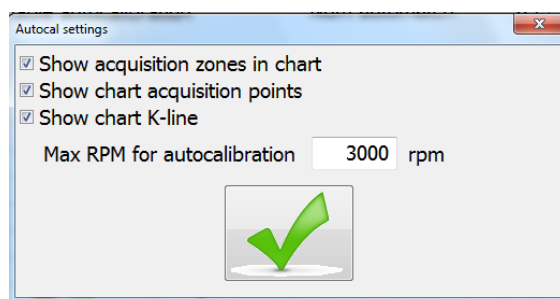 Autocal settings
Show acquisition zones in chart
Show chart acquisition points
Show chart K-line
Max RPM for autocalibration 3000 rpm